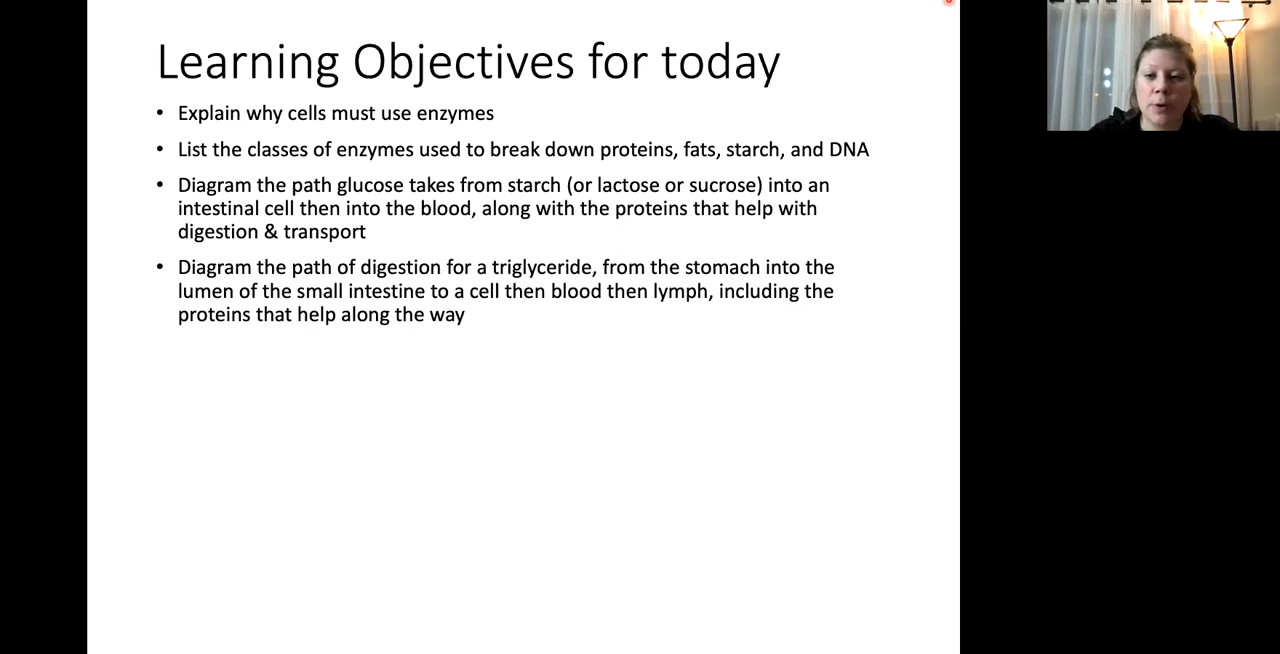 Learning Objectives for today
• Explain why cells must use enzymes
• List the classes of enzymes used to break down proteins, fats, starch, and DNA
• Diagram the path glucose takes from starch (or lactose or sucrose) into an
intestinal cell then into the blood, along with the proteins that help with
digestion & transport
• Diagram the path of digestion for a triglyceride, from the stomach into the
lumen of the small intestine to a cell then blood then lymph, including the
proteins that help along the way